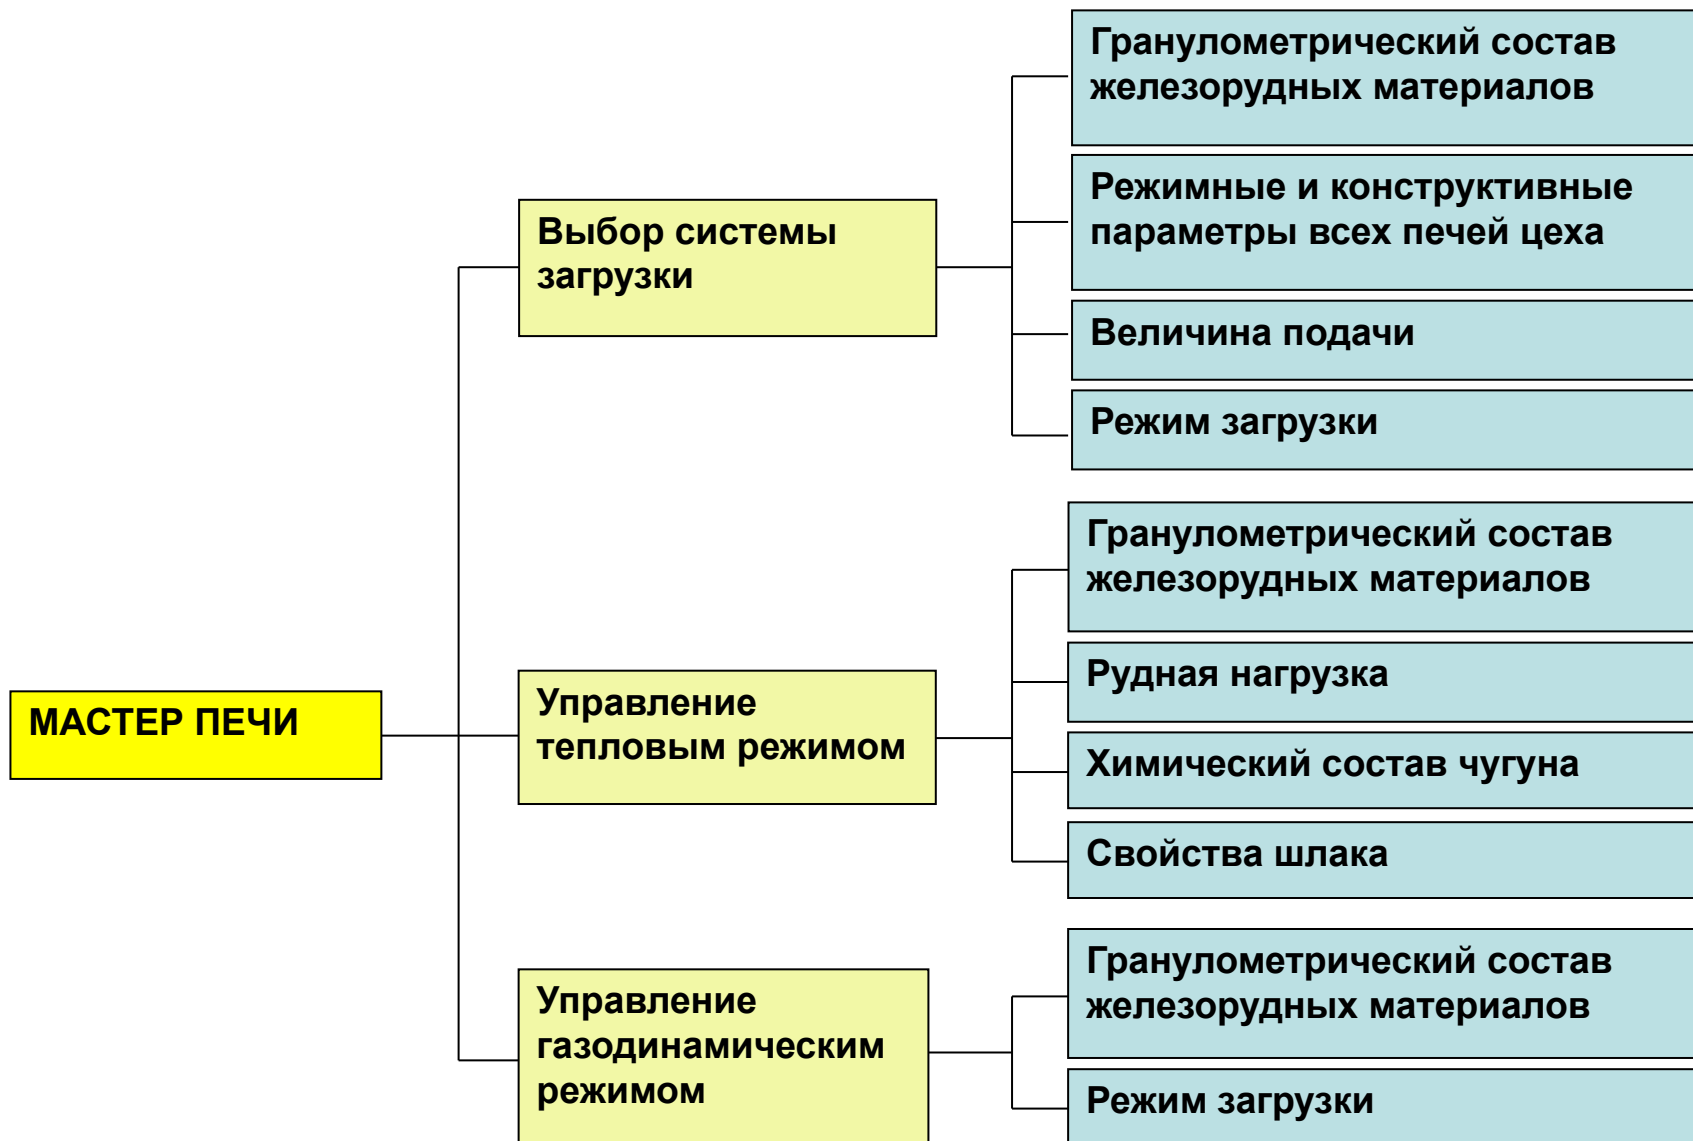 МАСТЕР ПЕЧИ
Выбор системы
загрузки
Гранулометрический состав
железорудных материалов
Режимные и конструктивные
параметры всех печей цеха
Величина подачи
Режим загрузки
Управление
тепловым режимом
Гранулометрический состав
железорудных материалов
Рудная нагрузка
Химический состав чугуна
Свойства шлака
Управление
газодинамическим
режимом
Гранулометрический состав
железорудных материалов
Режим загрузки